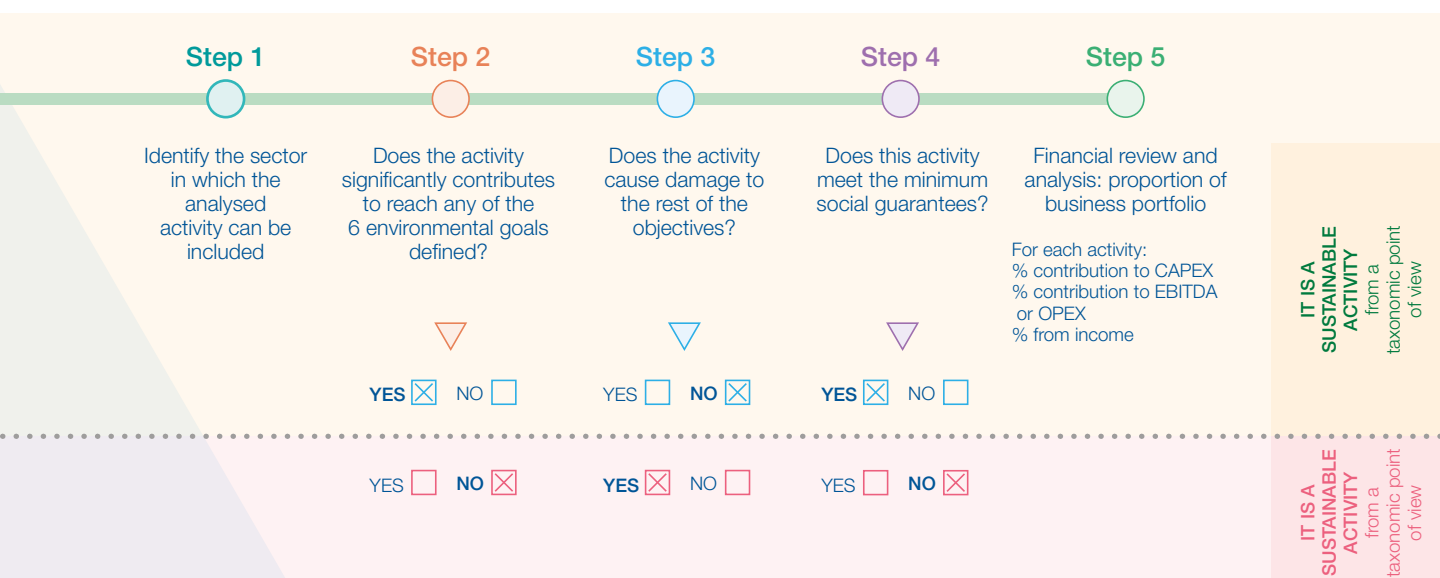 Step 1
Identify the sector
in which the
analysed
activity can be
included
Step 2
Does the activity
significantly contributes
to reach any of the
6 environmental goals
defined?
Step 3
Does the activity
cause damage to
the rest of the
objectives?
Step 4
Does this activity
meet the minimum
social guarantees?
Step 5
Financial review and
analysis: proportion of
business portfolio
For each activity:
% contribution to CAPEX
% contribution to EBITDA
or OPEX
% from income
YES NO
YES NO
YES NO
IT IS A
SUSTAINABLE
ACTIVITY
from a
taxonomic point
of view
YES NO
YES NO
YES NO
IT IS A
SUSTAINABLE
ACTIVITY
from a
taxonomic point
of view